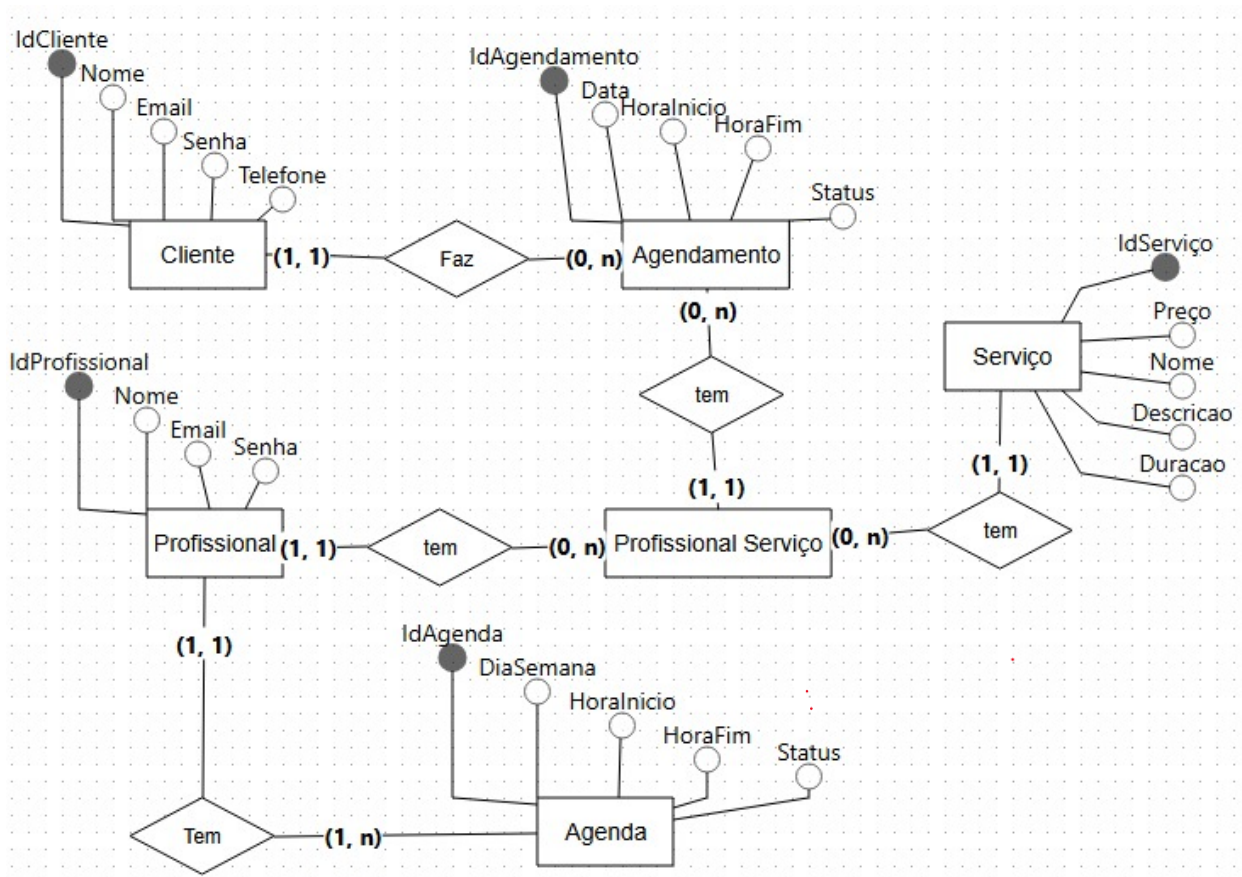 IdCliente
Nome
Email
Senha
Telefone
Cliente
(1, 1)
Faz
(0, n)
IdAgendamento
Data
HoraInicio
HoraFim
Status
Agendamento
(0, n)
tem
(1, 1)
IdServiço
Preço
Nome
Descricao
Duracao
Serviço
(1, 1)
tem
(0, n)
IdProfissional
Nome
Email
Senha
Profissional
(1, 1)
tem
(0, n)
Profissional Serviço
(1, 1)
Tem
(1, n)
IdAgenda
DiaSemana
HoraInicio
HoraFim
Status
Agenda